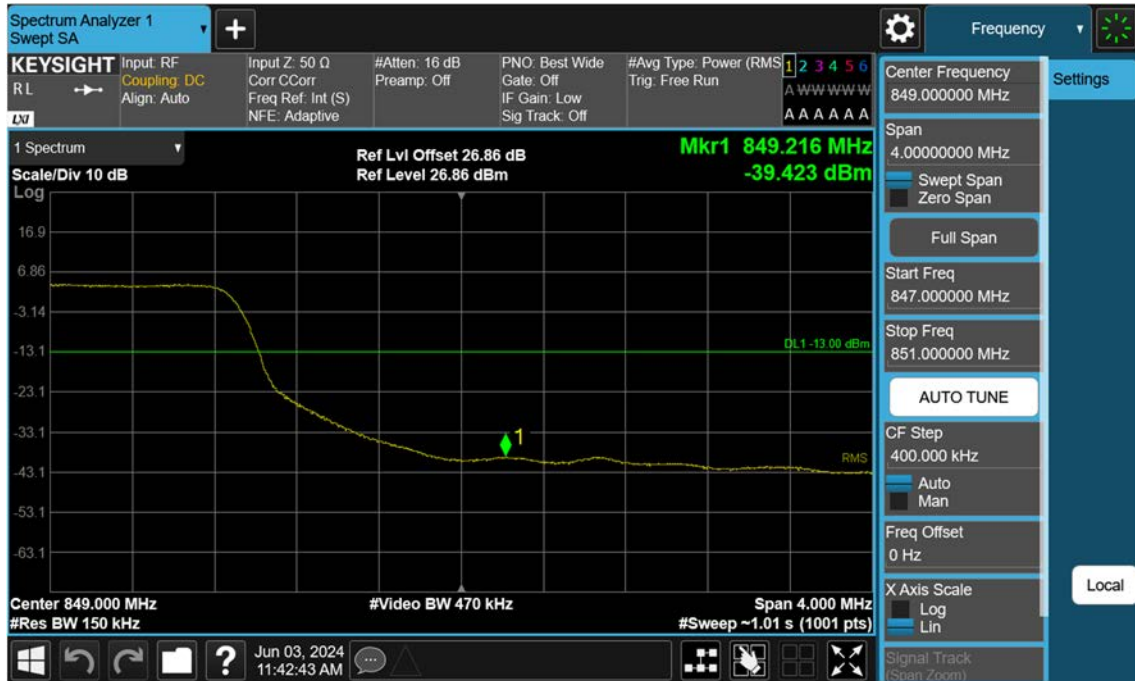 Spectrum Analyzer 1
Swept SA
+
Frequency
KEYSIGHT
RL
LXI
Input: RF
Coupling: DC
Align: Auto
Input Z: 50 Ω
Corr CCorr
Freq Ref: Int (S)
NFE: Adaptive
#Atten: 16 dB
Preamp: Off
PNO: Best Wide
Gate: Off
IF Gain: Low
Sig Track: Off
#Avg Type: Power (RMS
Trig: Free Run
1 2 3 4 5 6
A W W W W W
A A A A A A
1 Spectrum
Scale/Div 10 dB
Ref Lvl Offset 26.86 dB
Ref Level 26.86 dBm
Mkr1 849.216 MHz
-39.423 dBm
Log
16.9
6.86
-3.14
-13.1
-23.1
-33.1
-43.1
-53.1
-63.1
DL1 -13.00 dBm
1
RMS
Center 849.000 MHz
#Res BW 150 kHz
#Video BW 470 kHz
Span 4.000 MHz
#Sweep ~1.01 s (1001 pts)
Center Frequency
849.000000 MHz
Span
4.00000000 MHz
Swept Span
Zero Span
Full Span
Start Freq
847.000000 MHz
Stop Freq
851.000000 MHz
AUTO TUNE
CF Step
400.000 kHz
Auto
Man
Freq Offset
0 Hz
X Axis Scale
Log
Lin
Signal Track
(Span Zoom)
Settings
Local
?
Jun 03, 2024
11:42:43 AM